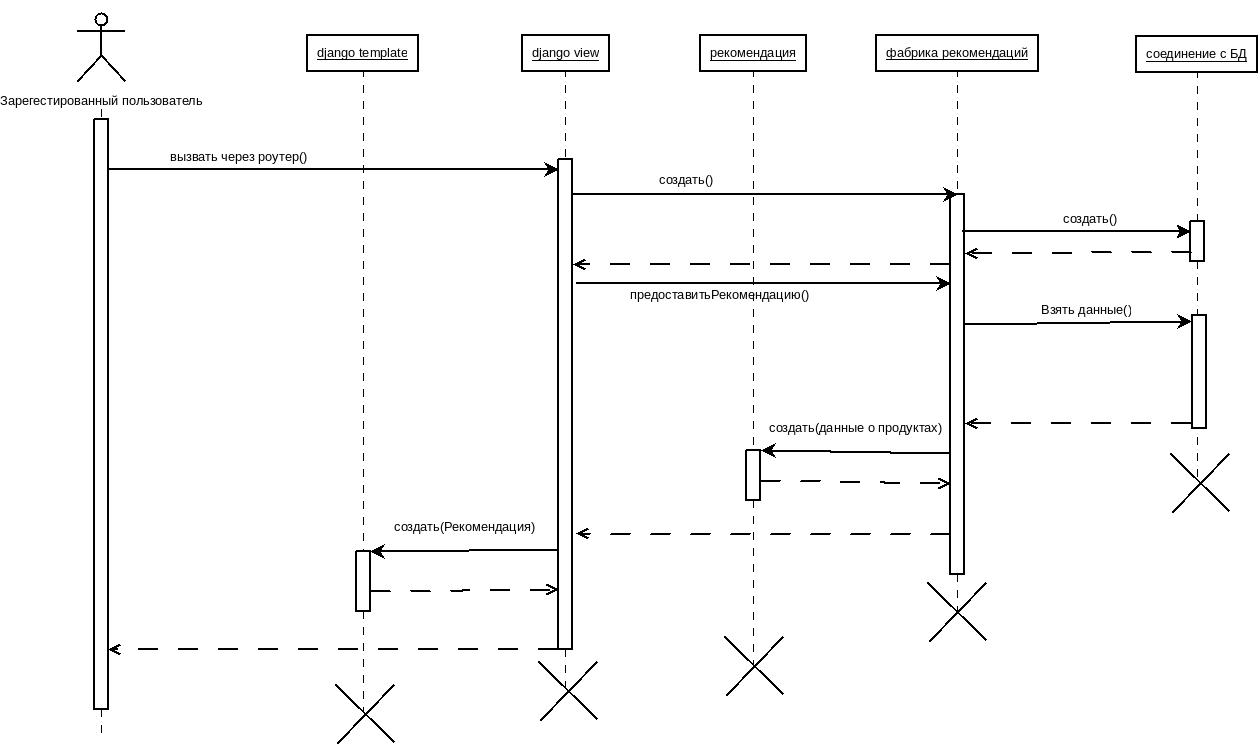 django template
django view
рекомендация
фабрика рекомендаций
соединение с БД
Зарегестированный пользователь
вызвать через роутер()
создать()
создать()
предоставитьРекомендацию()
Взять данные()
создать(данные о продуктах)
создать(Рекомендация)